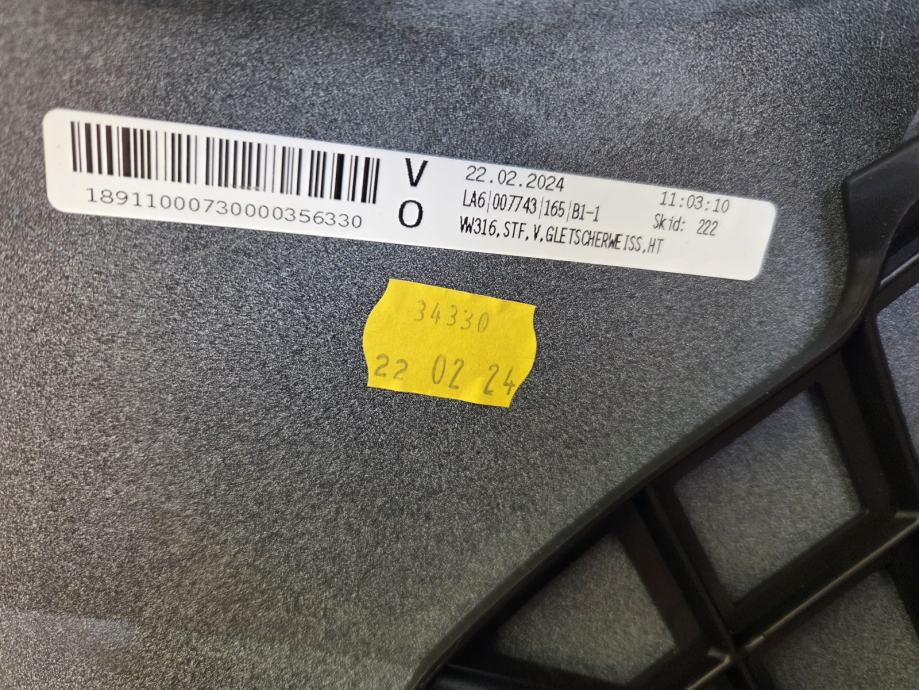 18911000730000356330
V
O
22.02.2024 11:03:10
LA6|007743|165|B1-1 Skid: 222
VW316,STF,V,GLETSCHERWEISS,HT
34330
22 02 24